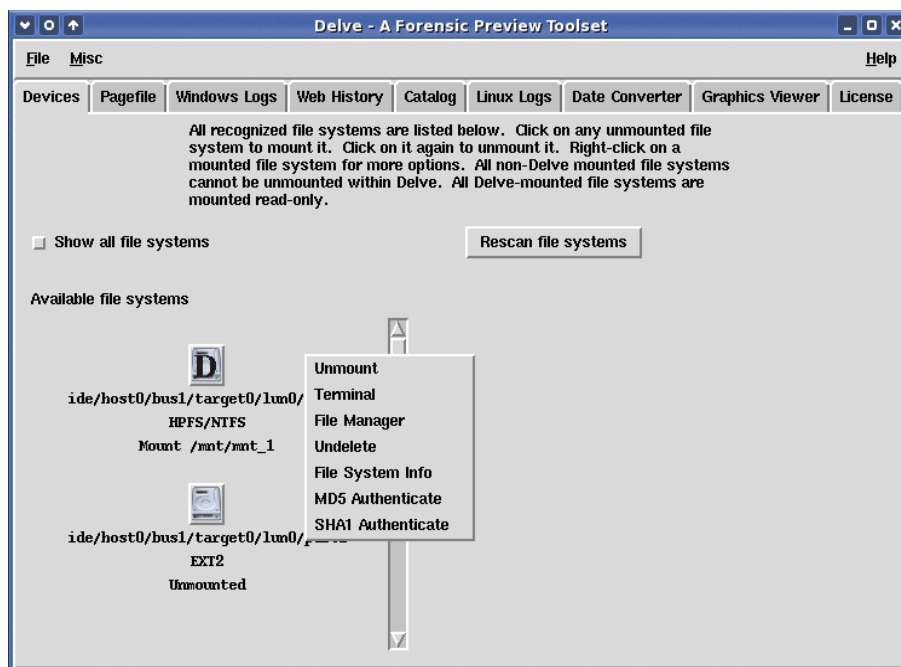 Delve - A Forensic Preview Toolset
File Misc Help
Devices Pagefile Windows Logs Web History Catalog Linux Logs Date Converter Graphics Viewer License
All recognized file systems are listed below. Click on any unmounted file
system to mount it. Click on it again to unmount it. Right-click on a
mounted file system for more options. All non-Delve mounted file systems
cannot be unmounted within Delve. All Delve-mounted file systems are
mounted read-only.
Show all file systems
Rescan file systems
Available file systems
D
ide/host0/bus1/target0/lun0/
HPFS/NTFS
Mount /mnt/mnt_1
Unmount
Terminal
File Manager
Undelete
File System Info
MD5 Authenticate
SHA1 Authenticate
ide/host0/bus1/target0/lun0/
EXT2
Unmounted